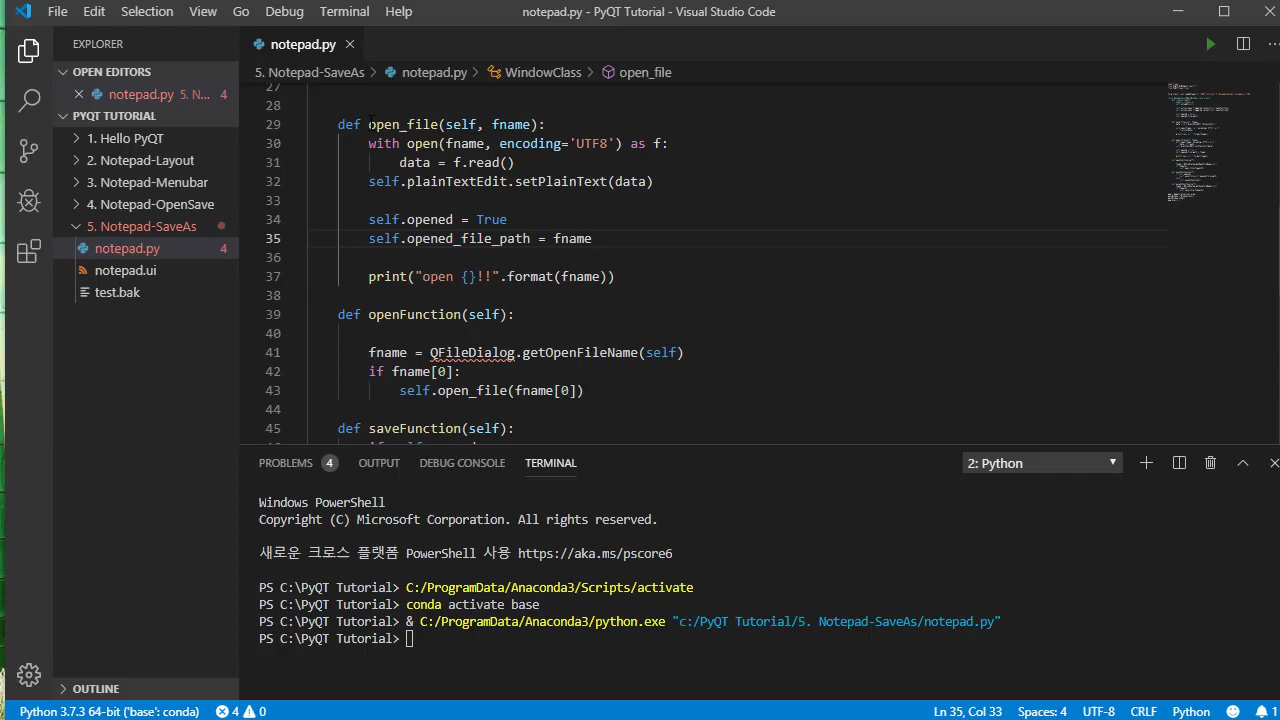 File Edit Selection View Go Debug Terminal Help notepad.py - PyQT Tutorial - Visual Studio Code
EXPLORER
OPEN EDITORS
notepad.py 5. N... 4
PYQT TUTORIAL
1. Hello PyQT
2. Notepad-Layout
3. Notepad-Menubar
4. Notepad-OpenSave
5. Notepad-SaveAs
notepad.py 4
notepad.ui
test.bak
OUTLINE
notepad.py
5. Notepad-SaveAs > notepad.py > WindowClass > open_file
27
28
29 def open_file(self, fname):
30 with open(fname, encoding='UTF8') as f:
31 data = f.read()
32 self.plainTextEdit.setPlainText(data)
33
34 self.opened = True
35 self.opened_file_path = fname
36
37 print("open {}!!".format(fname))
38
39 def openFunction(self):
40
41 fname = QFileDialog.getOpenFileName(self)
42 if fname[0]:
43 self.open_file(fname[0])
44
45 def saveFunction(self):
PROBLEMS 4 OUTPUT DEBUG CONSOLE TERMINAL 2: Python
Windows PowerShell
Copyright (C) Microsoft Corporation. All rights reserved.
새로운 크로스 플랫폼 PowerShell 사용 https://aka.ms/pscore6
PS C:\PyQT Tutorial> C:/ProgramData/Anaconda3/Scripts/activate
PS C:\PyQT Tutorial> conda activate base
PS C:\PyQT Tutorial> & C:/ProgramData/Anaconda3/python.exe "c:/PyQT Tutorial/5. Notepad-SaveAs/notepad.py"
PS C:\PyQT Tutorial>
Python 3.7.3 64-bit ('base': conda) 4 0 Ln 35, Col 33 Spaces: 4 UTF-8 CRLF Python 1